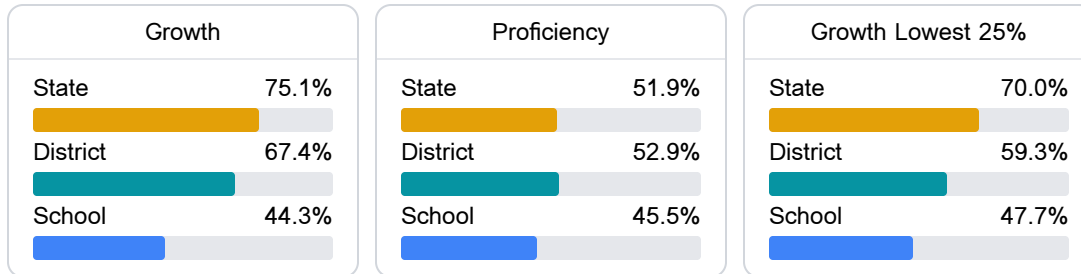 Growth
State 75.1%
District 67.4%
School 44.3%
Proficiency
State 51.9%
District 52.9%
School 45.5%
Growth Lowest 25%
State 70.0%
District 59.3%
School 47.7%